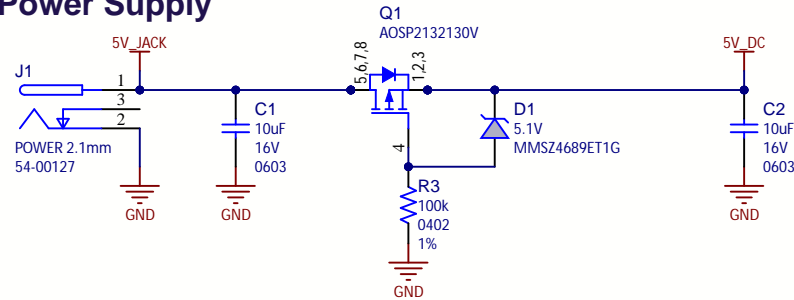 Power Supply
Q1
AOSP2132130V
5V_JACK
5V_DC
J1
1
3
2
POWER 2.1mm
54-00127
5,6,7,8
1,2,3
4
C1
10uF
16V
0603
D1
5.1V
MMSZ4689ET1G
C2
10uF
16V
0603
R3
100k
0402
1%
GND
GND
GND
GND